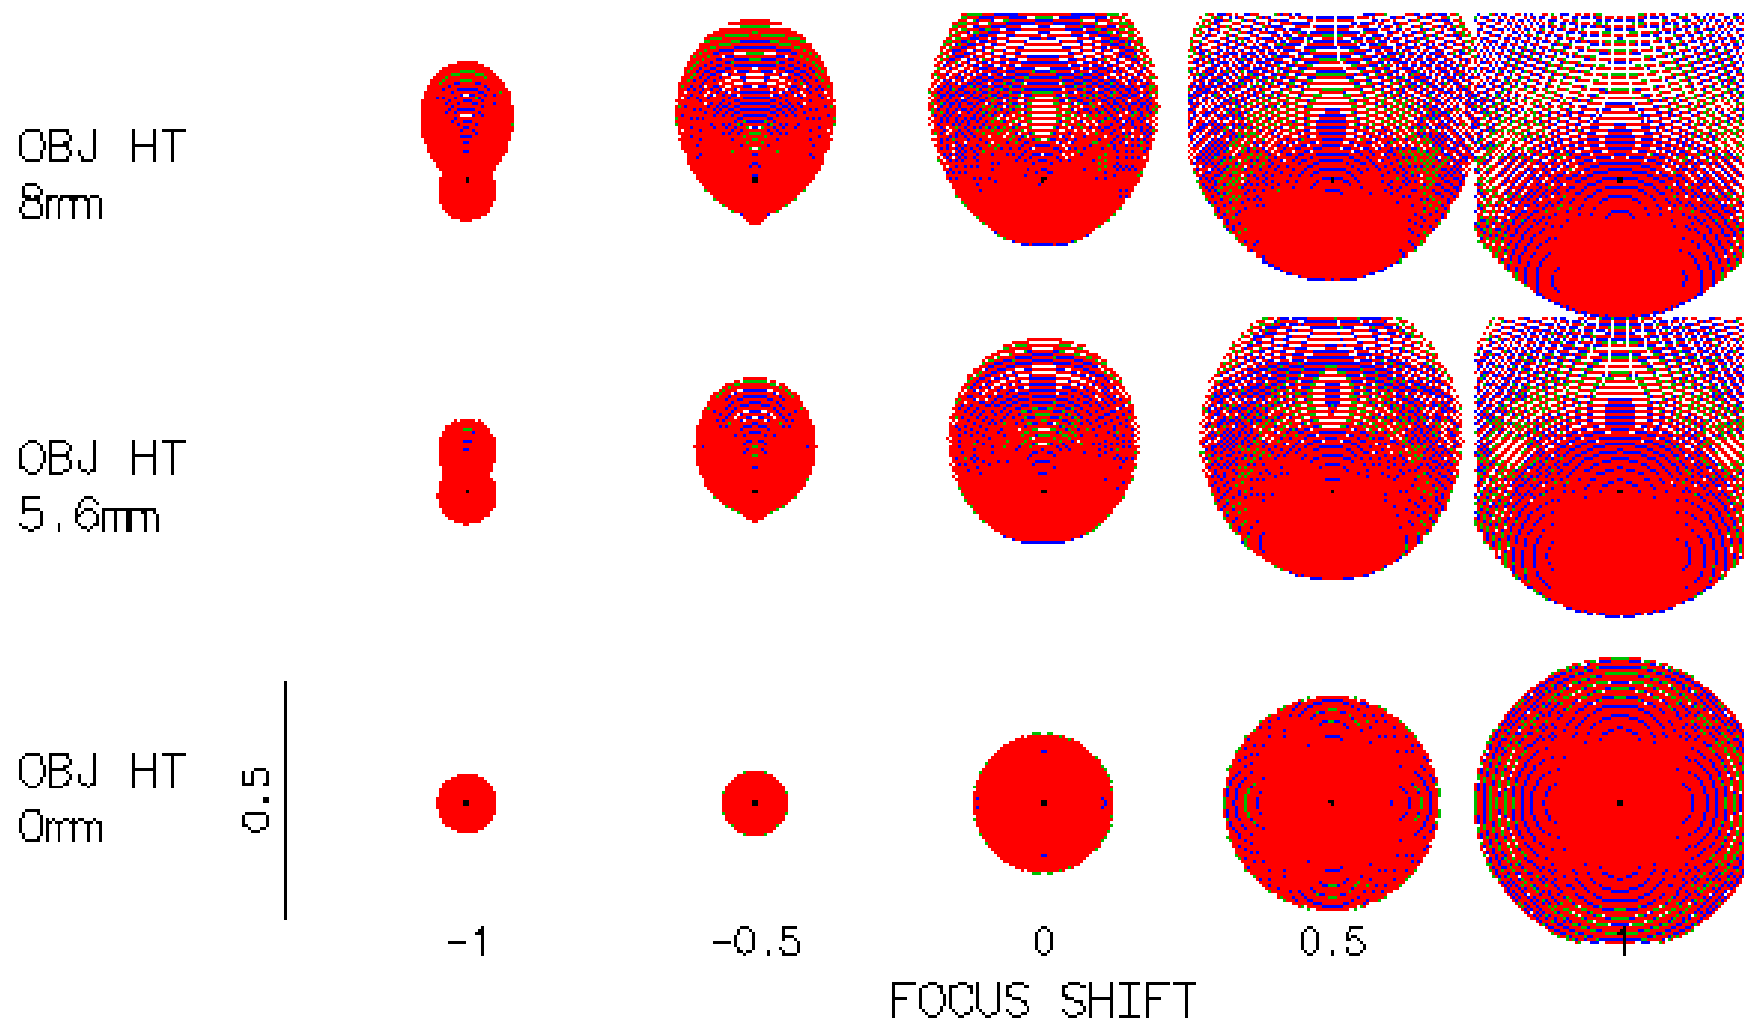 OBJ HT
8mm
OBJ HT
5.6mm
OBJ HT
0mm
0.5
-1 -0.5 0 0.5 1
FOCUS SHIFT